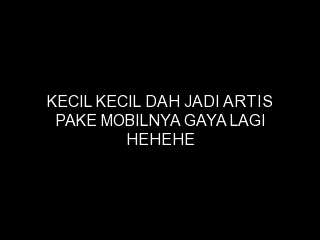 KECIL KECIL DAH JADI ARTIS
PAKE MOBILNYA GAYA LAGI
HEHEHE